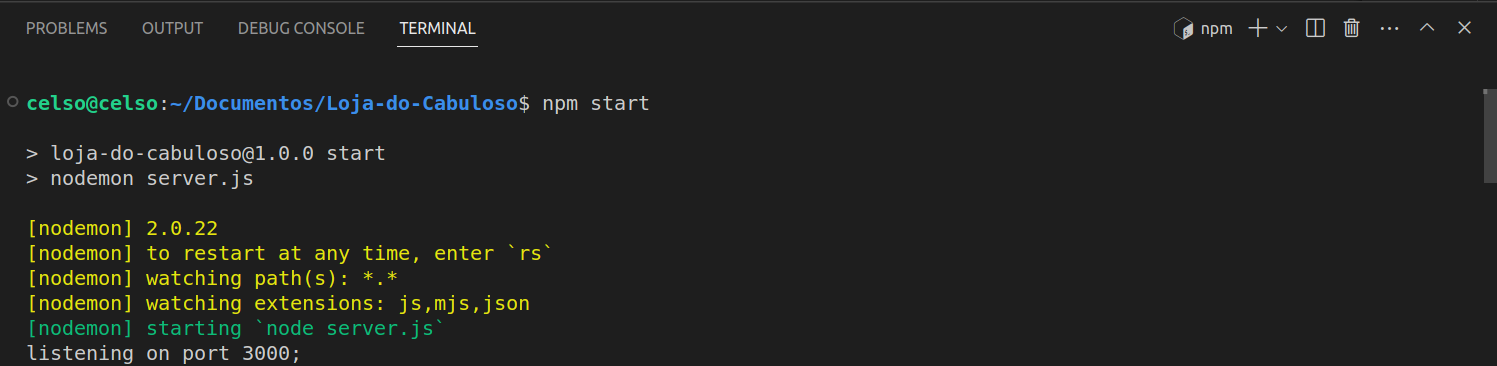 PROBLEMS OUTPUT DEBUG CONSOLE TERMINAL npm
celso@celso:~/Documentos/Loja-do-Cabuloso$ npm start
> loja-do-cabuloso@1.0.0 start
> nodemon server.js
[nodemon] 2.0.22
[nodemon] to restart at any time, enter `rs`
[nodemon] watching path(s): *.*
[nodemon] watching extensions: js,mjs,json
[nodemon] starting `node server.js`
listening on port 3000;